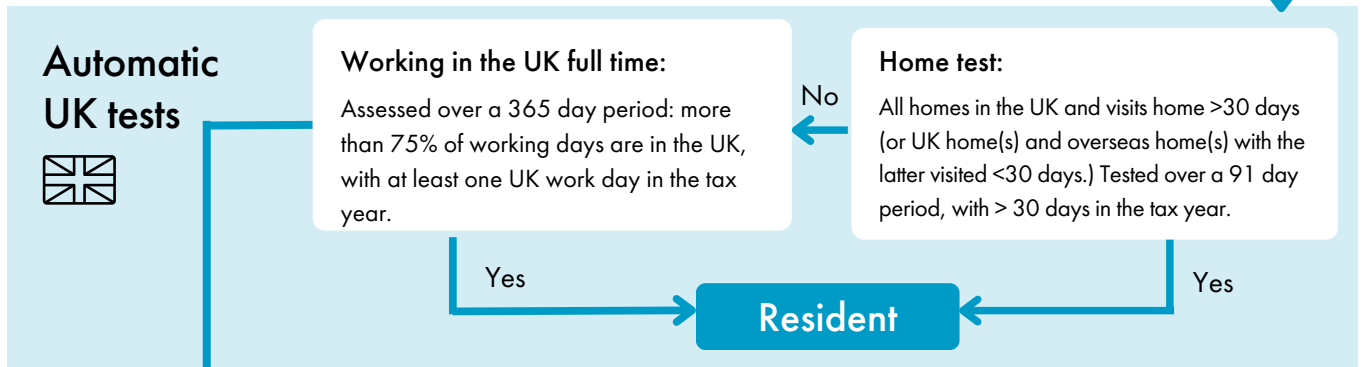 Automatic
UK tests
Working in the UK full time:
Assessed over a 365 day period: more
than 75% of working days are in the UK,
with at least one UK work day in the tax
year.
No
Home test:
All homes in the UK and visits home >30 days
(or UK home(s) and overseas home(s) with the
latter visited <30 days.) Tested over a 91 day
period, with > 30 days in the tax year.
Yes
Resident
Yes